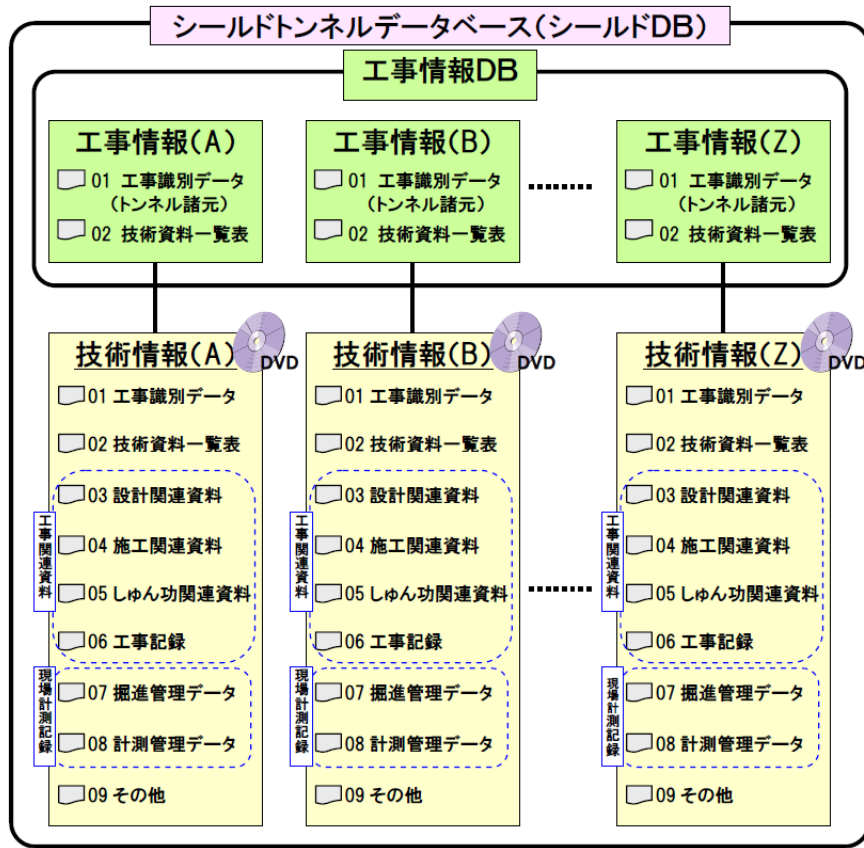 シールドトンネルデータベース(シールドDB)
工事情報DB
工事情報(A)
01 工事識別データ
(トンネル諸元)
02 技術資料一覧表
工事情報(B)
01 工事識別データ
(トンネル諸元)
02 技術資料一覧表
工事情報(Z)
01 工事識別データ
(トンネル諸元)
02 技術資料一覧表
技術情報(A)
DVD
01 工事識別データ
02 技術資料一覧表
工事関連資料
03 設計関連資料
04 施工関連資料
05 しゅん功関連資料
06 工事記録
現場計測記録
07 掘進管理データ
08 計測管理データ
09 その他
技術情報(B)
DVD
01 工事識別データ
02 技術資料一覧表
工事関連資料
03 設計関連資料
04 施工関連資料
05 しゅん功関連資料
06 工事記録
現場計測記録
07 掘進管理データ
08 計測管理データ
09 その他
技術情報(Z)
DVD
01 工事識別データ
02 技術資料一覧表
工事関連資料
03 設計関連資料
04 施工関連資料
05 しゅん功関連資料
06 工事記録
現場計測記録
07 掘進管理データ
08 計測管理データ
09 その他